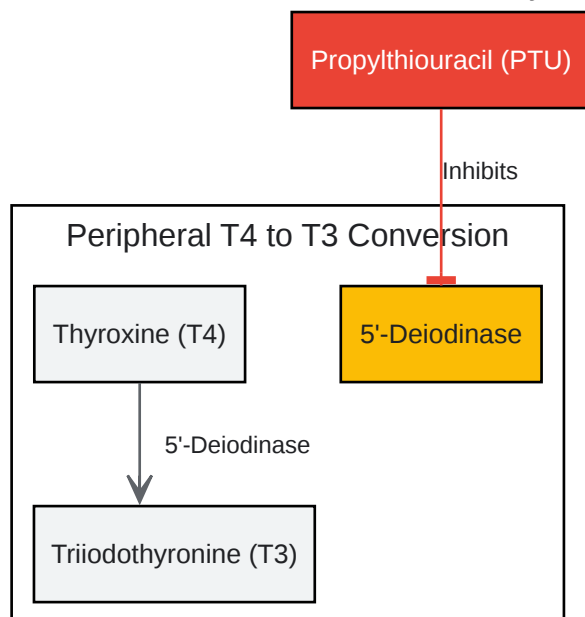 Propylthiouracil (PTU)
Inhibits
Peripheral T4 to T3 Conversion
Thyroxine (T4)
5'-Deiodinase
5'-Deiodinase
Triiodothyronine (T3)